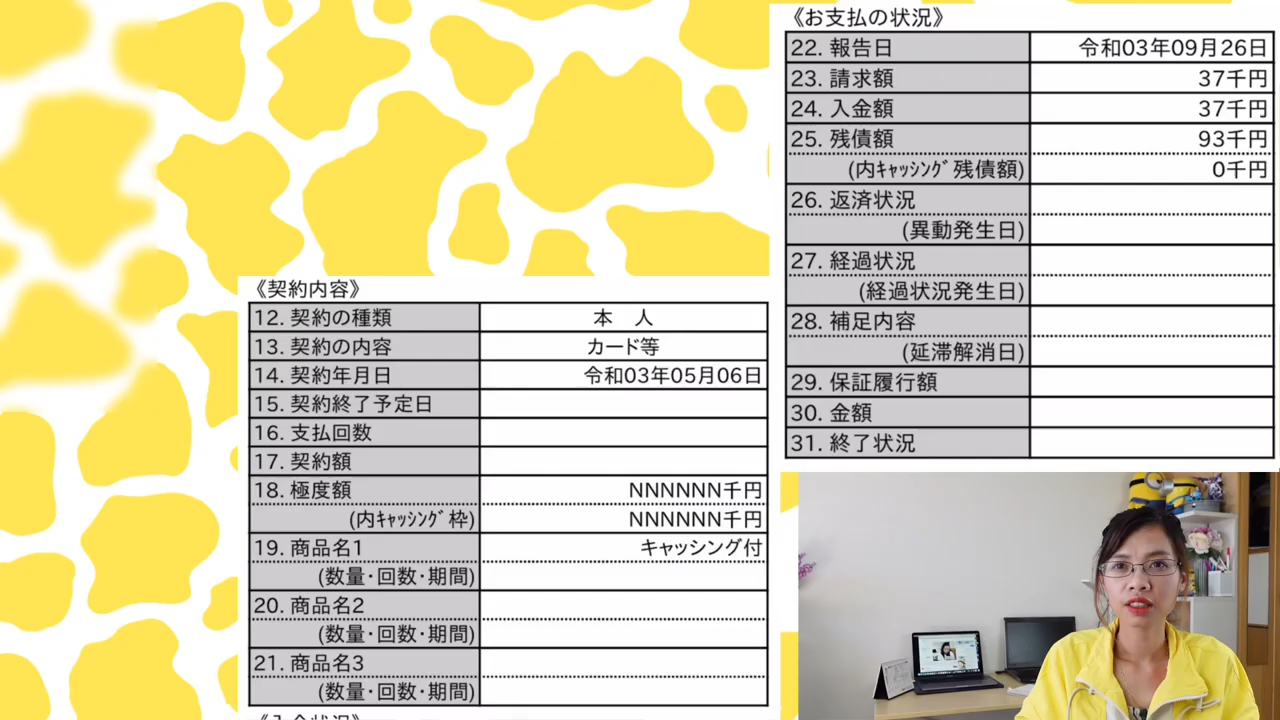 《お支払の状況》
22. 報告日 令和03年09月26日
23. 請求額 37千円
24. 入金額 37千円
25. 残債額 93千円
(内ｷｬｯｼﾝｸﾞ残債額) 0千円
26. 返済状況
(異動発生日)
27. 経過状況
(経過状況発生日)
28. 補足内容
(延滞解消日)
29. 保証履行額
30. 金額
31. 終了状況
《契約内容》
12. 契約の種類 本　人
13. 契約の内容 カード等
14. 契約年月日 令和03年05月06日
15. 契約終了予定日
16. 支払回数
17. 契約額
18. 極度額 NNNNNN千円
(内ｷｬｯｼﾝｸﾞ枠) NNNNNN千円
19. 商品名1 キャッシング付
(数量･回数･期間)
20. 商品名2
(数量･回数･期間)
21. 商品名3
(数量･回数･期間)